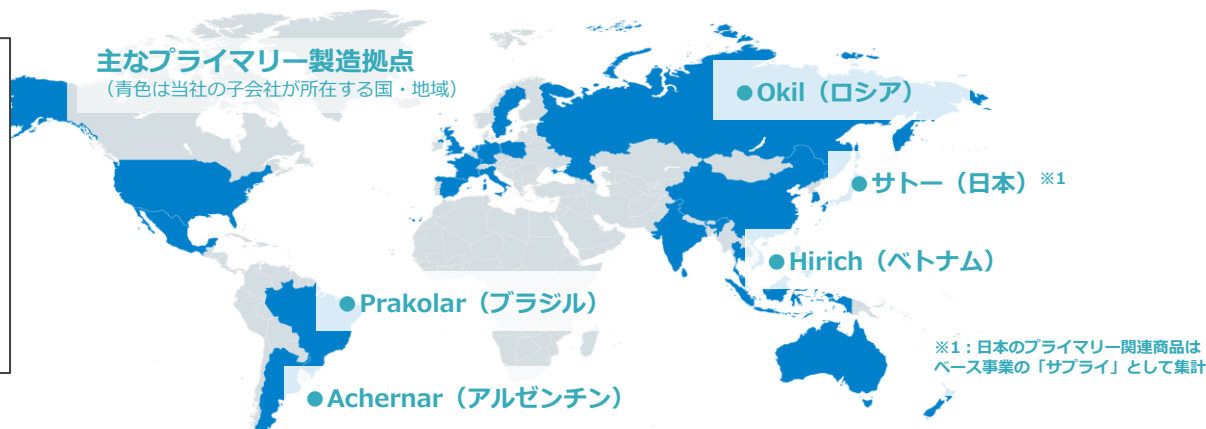 主なプライマリー製造拠点
（青色は当社の子会社が所在する国・地域）
●Okil（ロシア）
●サトー（日本）※1
●Hirich（ベトナム）
●Prakolar（ブラジル）
●Achernar（アルゼンチン）
※1：日本のプライマリー関連商品は
ベース事業の「サプライ」として集計